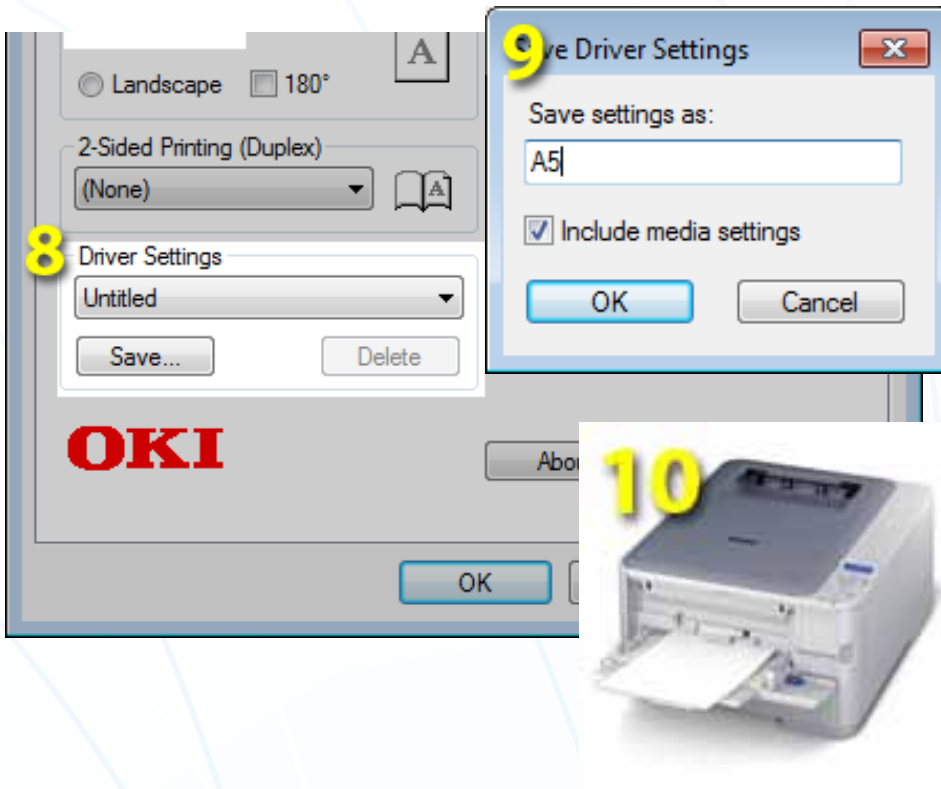 A
Landscape
180°
2-Sided Printing (Duplex)
(None)
A
8
Driver Settings
Untitled
Save...
Delete
OKI
Abou
OK
9
ve Driver Settings
Save settings as:
A5
Include media settings
OK
Cancel
10